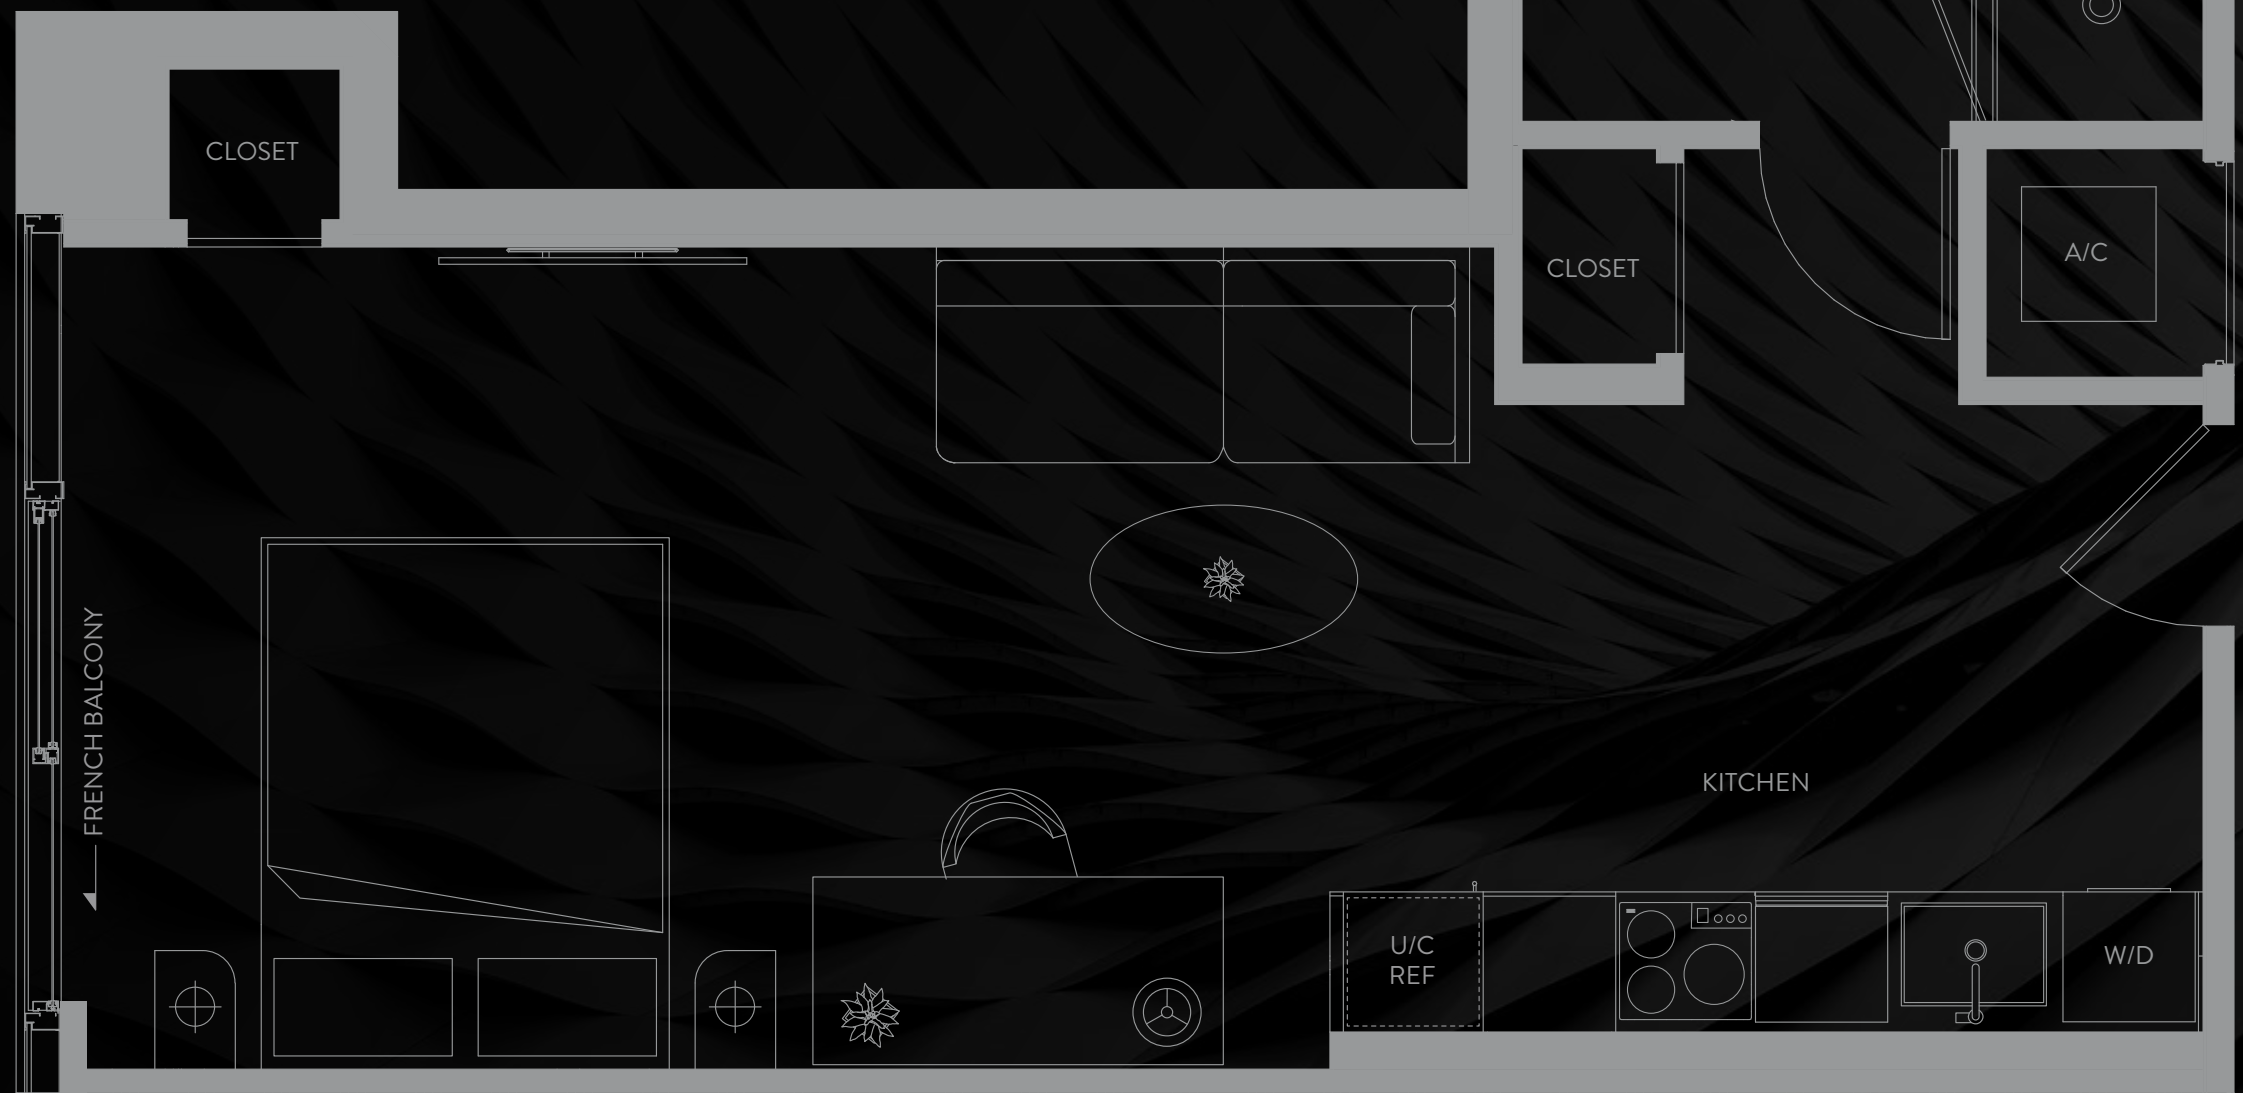 CLOSET
CLOSET
A/C
FRENCH BALCONY
KITCHEN
U/C
REF
W/D